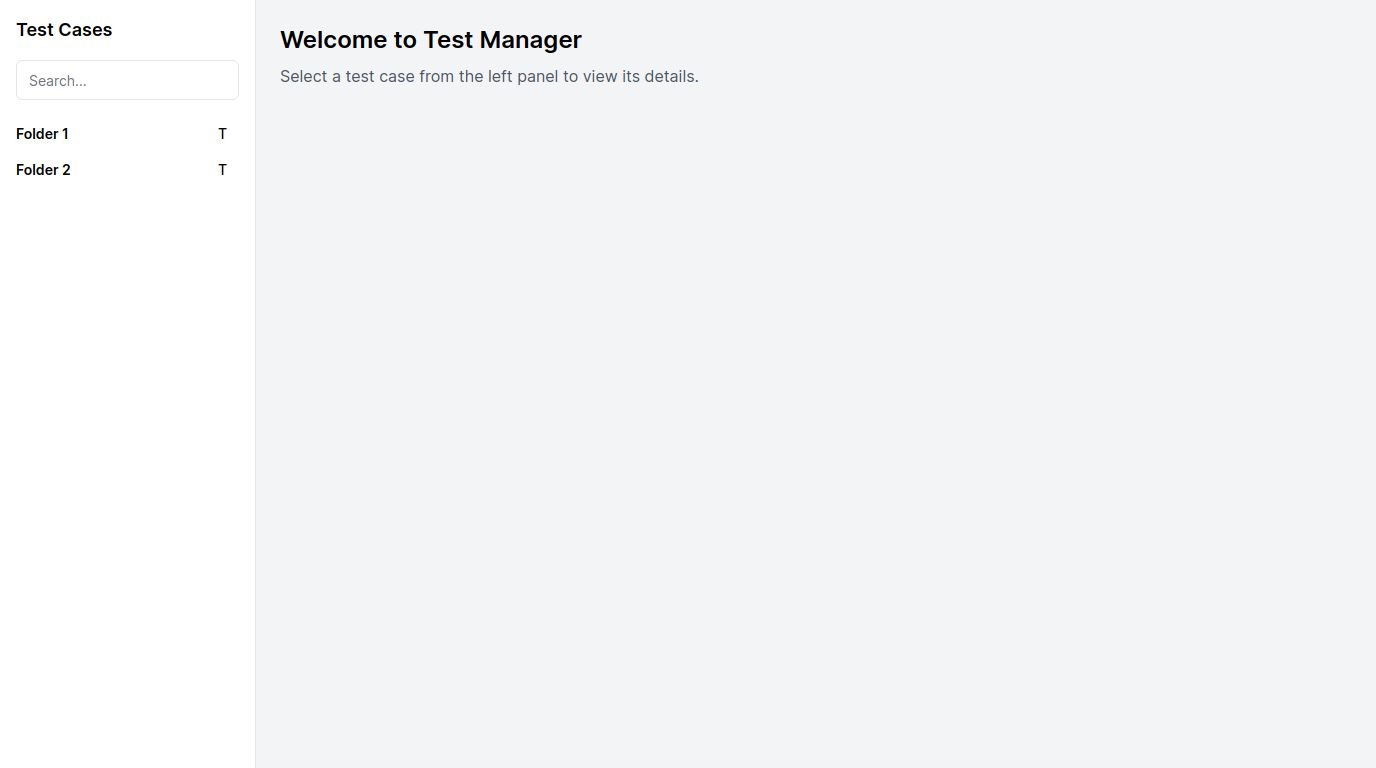 Test Cases
Search...
Folder 1 T
Folder 2 T
Welcome to Test Manager
Select a test case from the left panel to view its details.